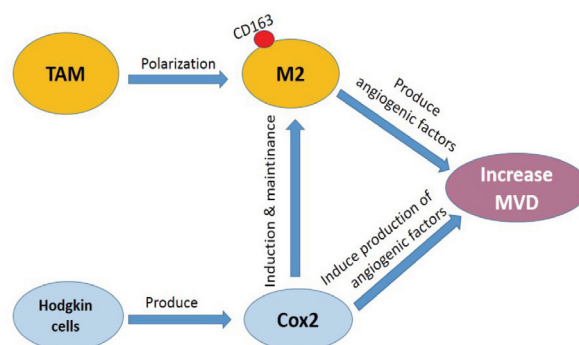 CD163
TAM
Polarization
M2
Produce
angiogenic factors
Increase
MVD
Induction & maintinance
Induce production of
angiogenic factors
Hodgkin
cells
Produce
Cox2